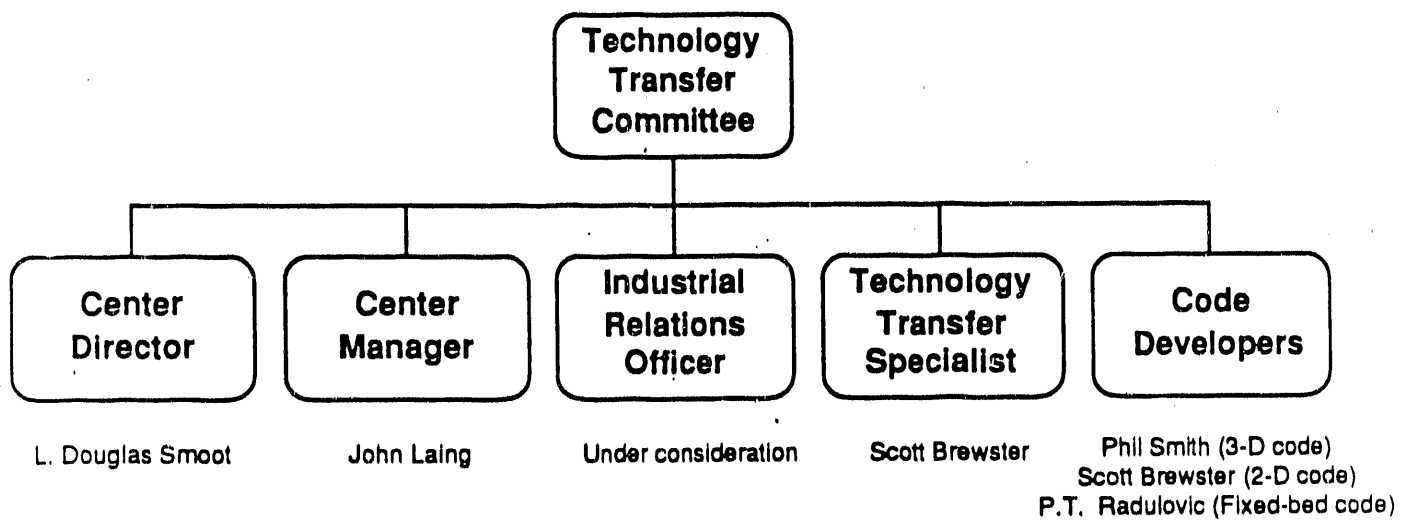 Technology
Transfer
Committee
Center
Director
Center
Manager
Industrial
Relations
Officer
Technology
Transfer
Specialist
Code
Developers
L. Douglas Smoot
John Laing
Under consideration
Scott Brewster
Phil Smith (3-D code)
Scott Brewster (2-D code)
P.T. Radulovic (Fixed-bed code)